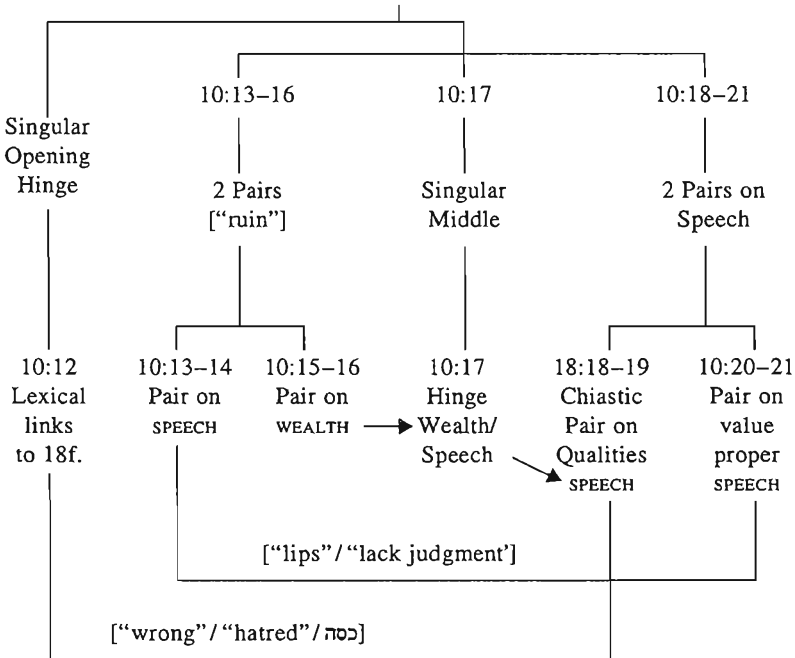 10:13–16
10:17
10:18–21
Singular
Opening
Hinge
2 Pairs
[“ruin”]
Singular
Middle
2 Pairs on
Speech
10:12
Lexical
links
to 18f.
10:13–14
Pair on
SPEECH
10:15–16
Pair on
WEALTH
10:17
Hinge
Wealth/
Speech
18:18–19
Chiastic
Pair on
Qualities
SPEECH
10:20–21
Pair on
value
proper
SPEECH
[“lips”/“lack judgment’]
[“wrong”/“hatred”/כסה]